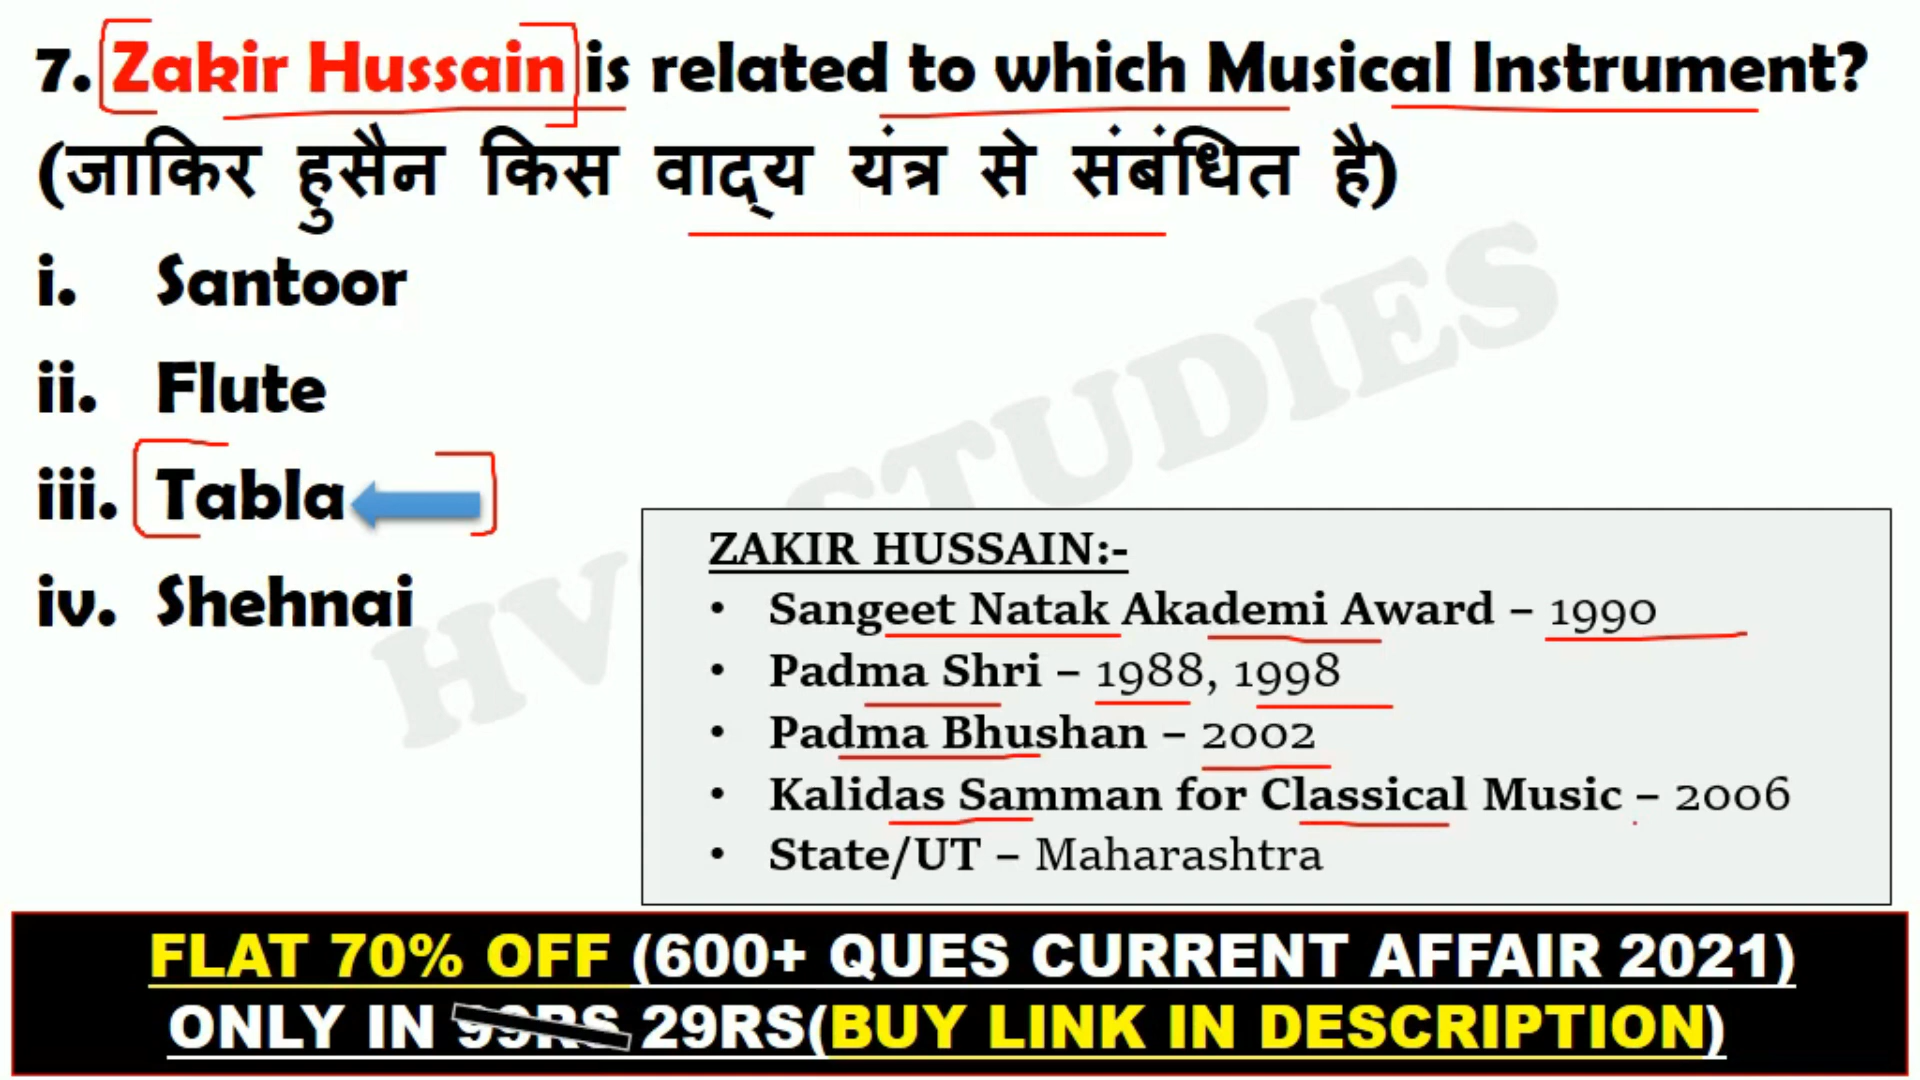 7. Zakir Hussain is related to which Musical Instrument?
(जाकिर हुसैन किस वाद्य यंत्र से संबंधित है)
i. Santoor
ii. Flute
iii. Tabla
iv. Shehnai
ZAKIR HUSSAIN:-
• Sangeet Natak Akademi Award – 1990
• Padma Shri – 1988, 1998
• Padma Bhushan – 2002
• Kalidas Samman for Classical Music – 2006
• State/UT – Maharashtra
FLAT 70% OFF (600+ QUES CURRENT AFFAIR 2021)
ONLY IN 99RS 29RS(BUY LINK IN DESCRIPTION)
STUDIES